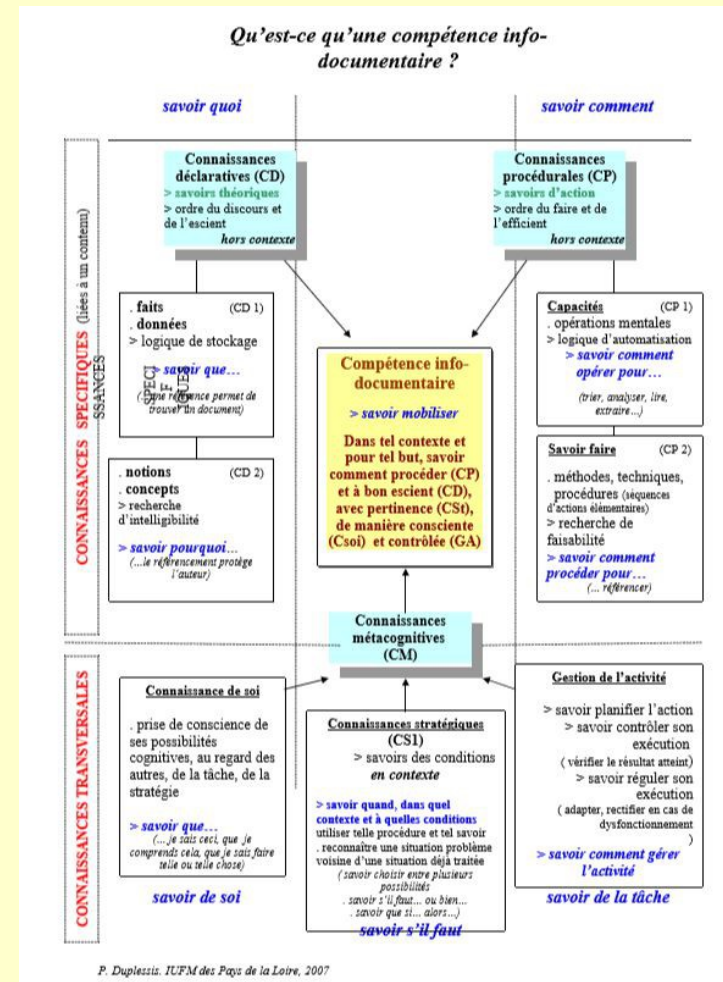 Qu'est-ce qu'une compétence info-
documentaire ?
savoir quoi
savoir comment
CONNAISSANCES SPECIFIQUES (liées à un contenu)
SSANCES
Connaissances
déclaratives (CD)
> savoirs théoriques
> ordre du discours et
de l'escient
hors contexte
Connaissances
procédurales (CP)
> savoirs d'action
> ordre du faire et de
l'efficient
hors contexte
. faits (CD 1)
. données
> logique de stockage
> savoir que…
(...une référence permet de
trouver un document)
SPECI
F
QUES
. notions (CD 2)
. concepts
> recherche
d'intelligibilité
> savoir pourquoi…
(…le référencement protège
l'auteur)
Compétence info-
documentaire
> savoir mobiliser
Dans tel contexte et
pour tel but, savoir
comment procéder (CP)
et à bon escient (CD),
avec pertinence (CSt),
de manière consciente
(Csoi) et contrôlée (GA)
Capacités (CP 1)
. opérations mentales
> logique d'automatisation
> savoir comment
opérer pour…
(trier, analyser, lire,
extraire…)
Savoir faire (CP 2)
. méthodes, techniques,
procédures (séquences
d'actions élémentaires)
> recherche de
faisabilité
> savoir comment
procéder pour…
(… référencer)
Connaissances
métacognitives
(CM)
CONNAISSANCES TRANSVERSALES
Connaissance de soi
. prise de conscience de
ses possibilités
cognitives, au regard des
autres, de la tâche, de la
stratégie
> savoir que…
(…je sais ceci, que je
comprends cela, que je sais faire
telle ou telle chose)
savoir de soi
Connaissances stratégiques
(CS1)
> savoirs des conditions
en contexte
> savoir quand, dans quel
contexte et à quelles conditions
utiliser telle procédure et tel savoir
. reconnaître une situation problème
voisine d'une situation déjà traitée
(savoir choisir entre plusieurs
possibilités
. savoir s'il faut… ou bien…
. savoir que si… alors…)
savoir s'il faut
Gestion de l'activité
> savoir planifier l'action
> savoir contrôler son
exécution
( vérifier le résultat atteint)
> savoir réguler son
exécution
( adapter, rectifier en cas de
dysfonctionnement
)
> savoir comment gérer
l'activité
savoir de la tâche
P. Duplessis. IUFM des Pays de la Loire, 2007